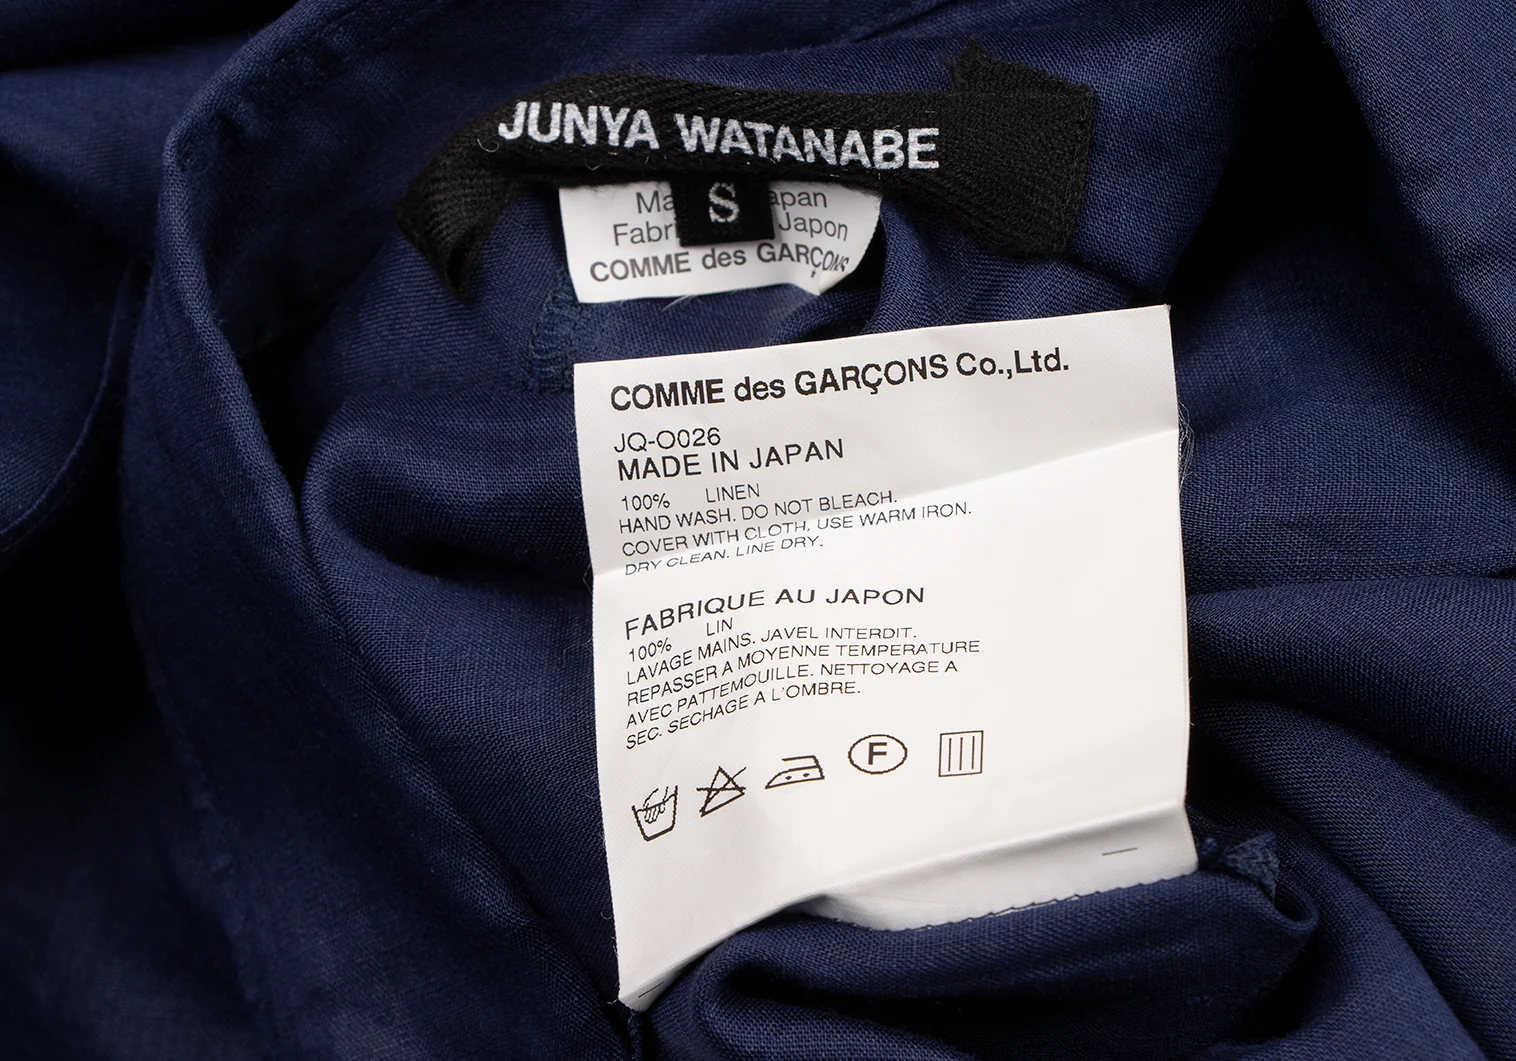 JUNYA WATANABE
S
COMME des GARÇONS
COMME des GARÇONS Co.,Ltd.
JQ-O026
MADE IN JAPAN
100% LINEN
HAND WASH. DO NOT BLEACH.
COVER WITH CLOTH. USE WARM IRON.
DRY CLEAN. LINE DRY.
FABRIQUE AU JAPON
100% LIN
LAVAGE MAINS. JAVEL INTERDIT.
REPASSER A MOYENNE TEMPERATURE
AVEC PATTEMOUILLE. NETTOYAGE A
SEC. SECHAGE A L'OMBRE.
F